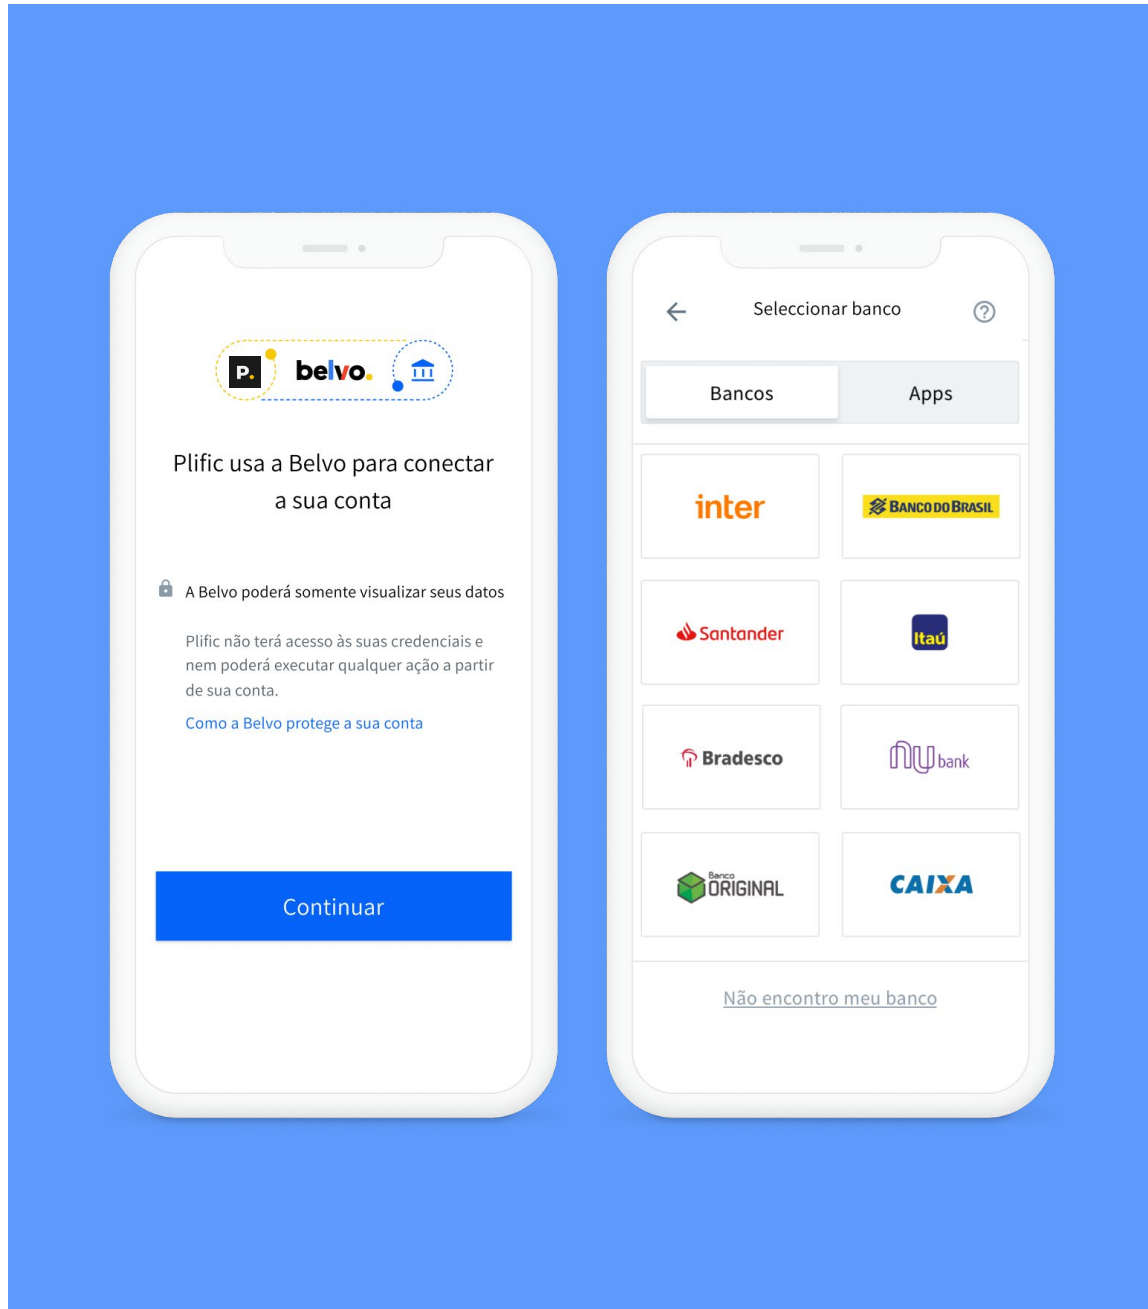 P.
belvo.
Plific usa a Belvo para conectar
a sua conta
A Belvo poderá somente visualizar seus datos
Plific não terá acesso às suas credenciais e
nem poderá executar qualquer ação a partir
de sua conta.
Como a Belvo protege a sua conta
Continuar
Seleccionar banco
?
Bancos
Apps
inter
BANCO DO BRASIL
Santander
Itaú
Bradesco
nu bank
Banco
ORIGINAL
CAIXA
Não encontro meu banco